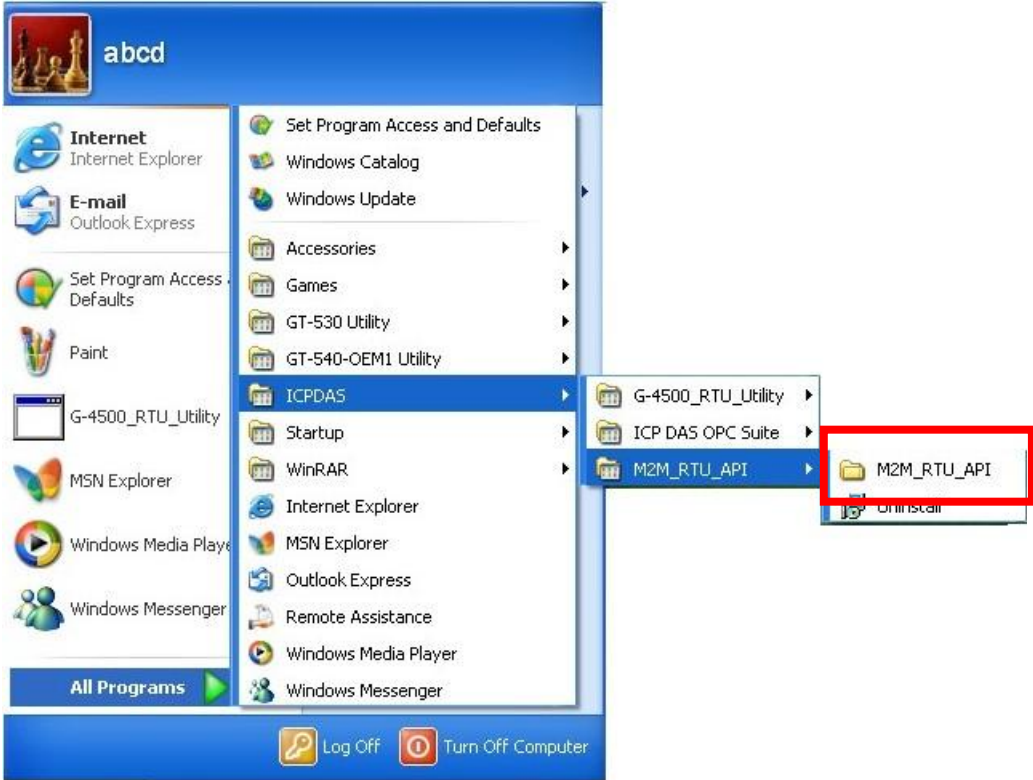 abcd
Internet
Internet Explorer
E-mail
Outlook Express
Set Program Access
Defaults
Paint
G-4500_RTU_Utility
MSN Explorer
Windows Media Playe
Windows Messenger
All Programs
Set Program Access and Defaults
Windows Catalog
Windows Update
Accessories
Games
GT-530 Utility
GT-540-OEM1 Utility
ICPDAS
Startup
WinRAR
Internet Explorer
MSN Explorer
Outlook Express
Remote Assistance
Windows Media Player
Windows Messenger
G-4500_RTU_Utility
ICP DAS OPC Suite
M2M_RTU_API
M2M_RTU_API
Uninstall
Log Off
Turn Off Computer